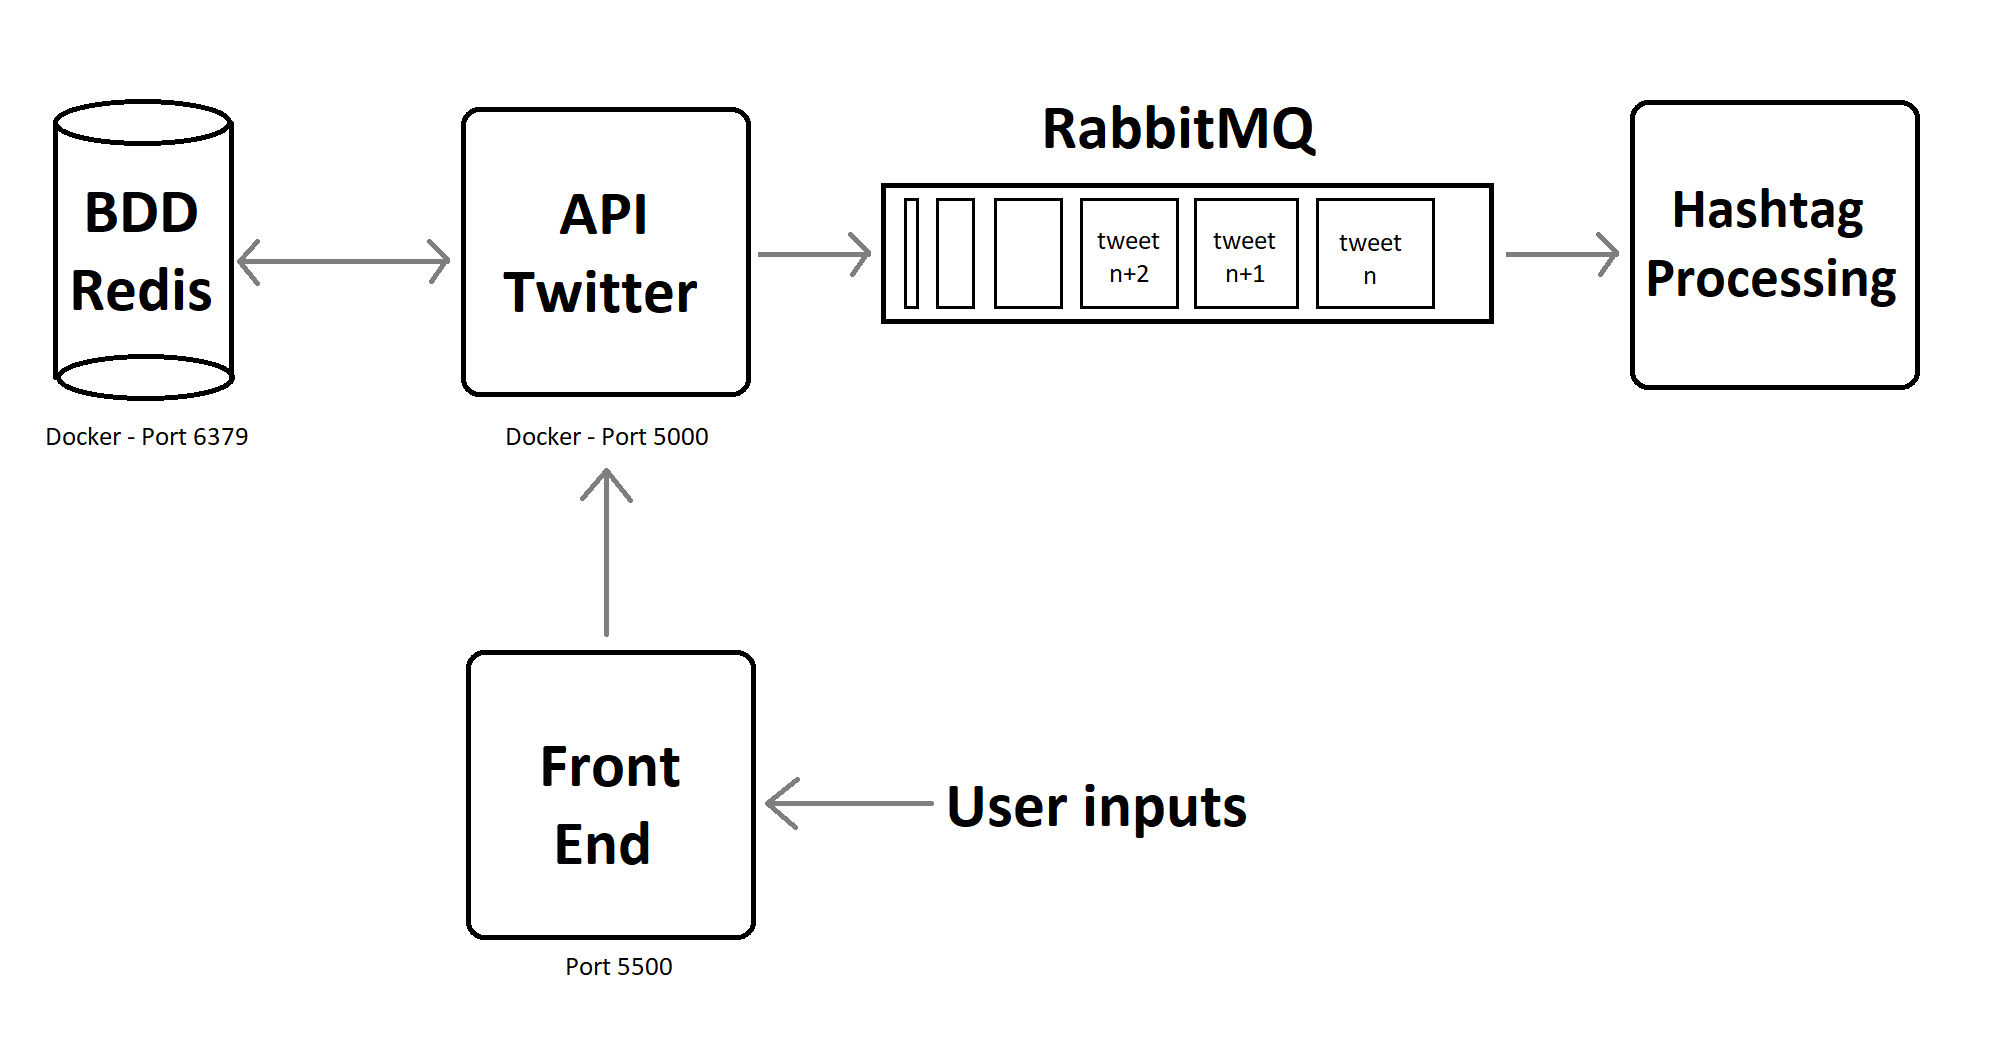 BDD
Redis
Docker - Port 6379
API
Twitter
Docker - Port 5000
RabbitMQ
tweet
n+2
tweet
n+1
tweet
n
Hashtag
Processing
Front
End
Port 5500
User inputs